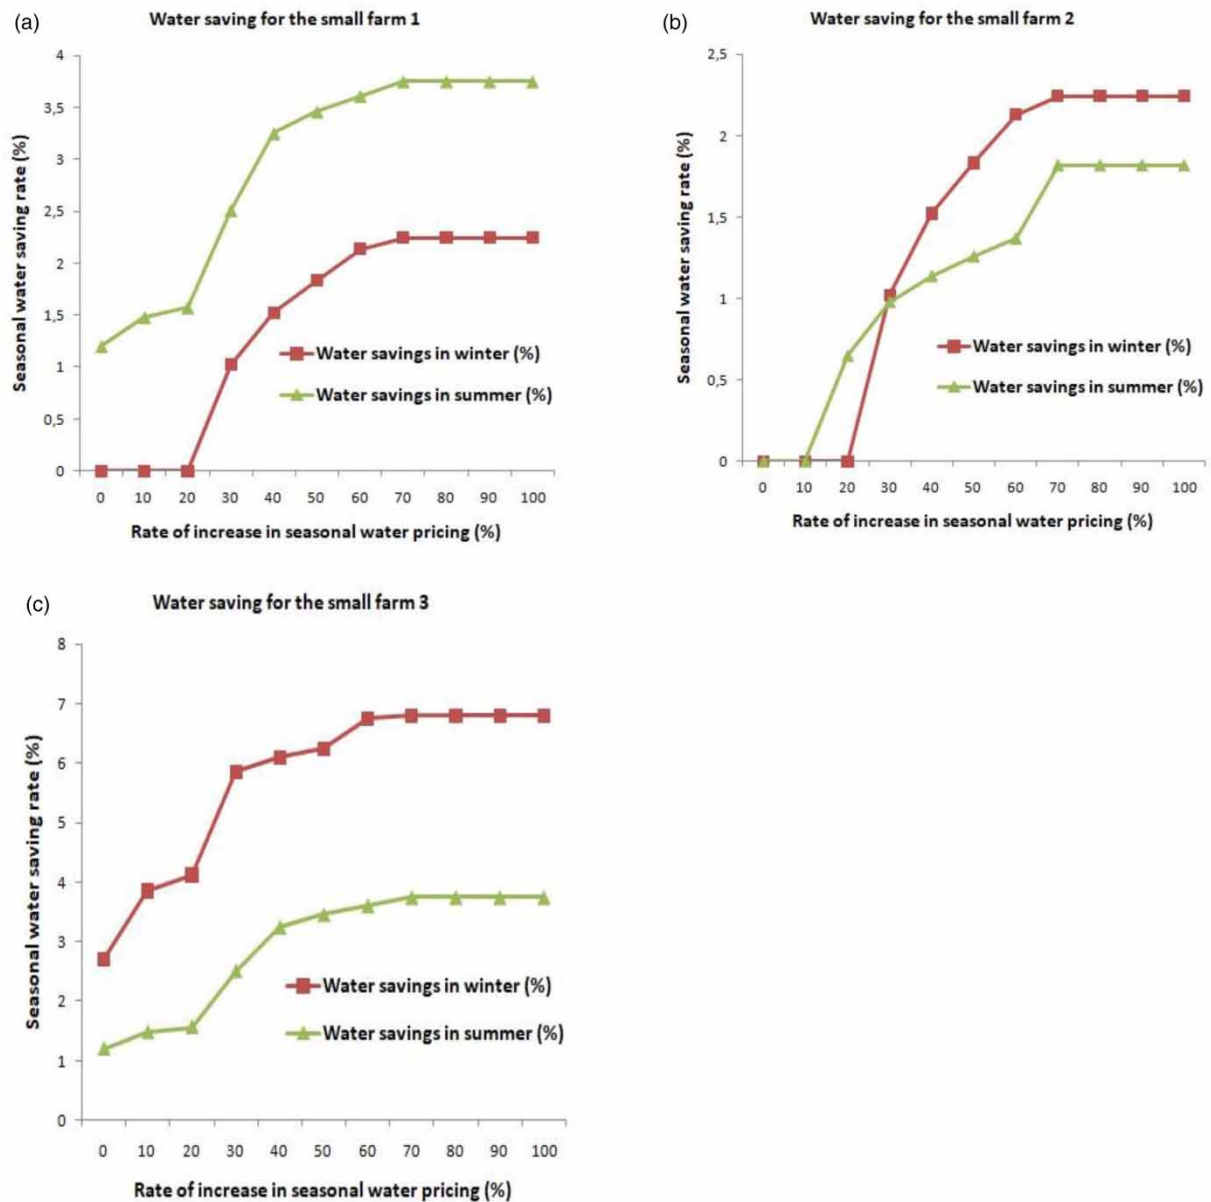 (a)
Water saving for the small farm 1
Seasonal water saving rate (%)
4
3,5
3
2,5
2
1,5
1
0,5
0
Water savings in winter (%)
Water savings in summer (%)
0 10 20 30 40 50 60 70 80 90 100
Rate of increase in seasonal water pricing (%)
(b)
Water saving for the small farm 2
Seasonal water saving rate (%)
2,5
2
1,5
1
0,5
0
Water savings in winter (%)
Water savings in summer (%)
0 10 20 30 40 50 60 70 80 90 100
Rate of increase in seasonal water pricing (%)
(c)
Water saving for the small farm 3
Seasonal water saving rate (%)
8
7
6
5
4
3
2
1
0
Water savings in winter (%)
Water savings in summer (%)
0 10 20 30 40 50 60 70 80 90 100
Rate of increase in seasonal water pricing (%)